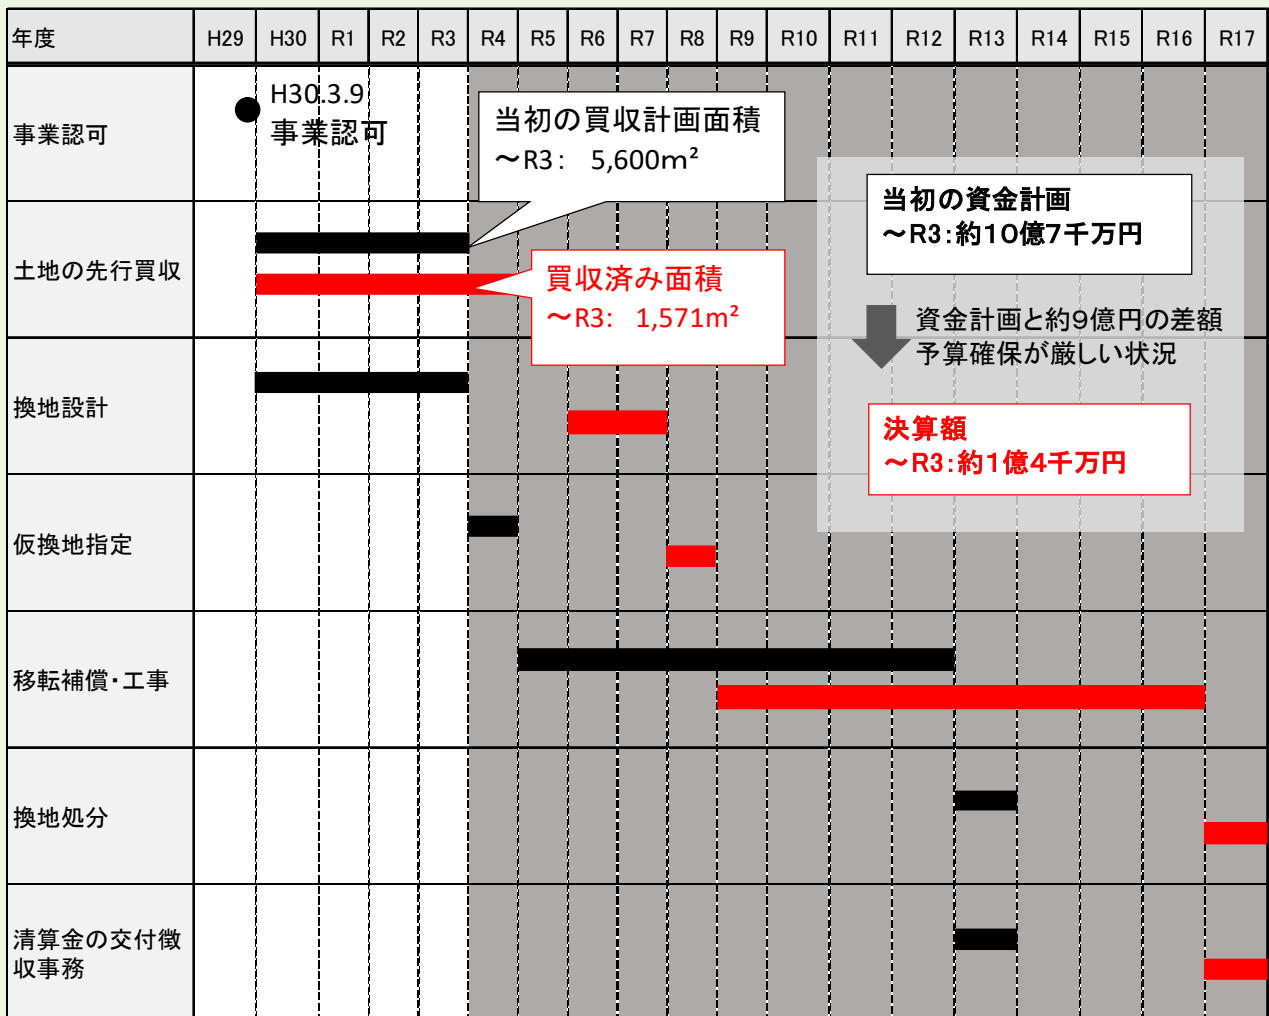 年度 H29 H30 R1 R2 R3 R4 R5 R6 R7 R8 R9 R10 R11 R12 R13 R14 R15 R16 R17
事業認可
H30.3.9
事業認可
当初の買収計画面積
～R3： 5,600m²
当初の資金計画
～R3：約10億7千万円
土地の先行買収
買収済み面積
～R3： 1,571m²
資金計画と約9億円の差額
予算確保が厳しい状況
換地設計
決算額
～R3：約1億4千万円
仮換地指定
移転補償・工事
換地処分
清算金の交付徴
収事務